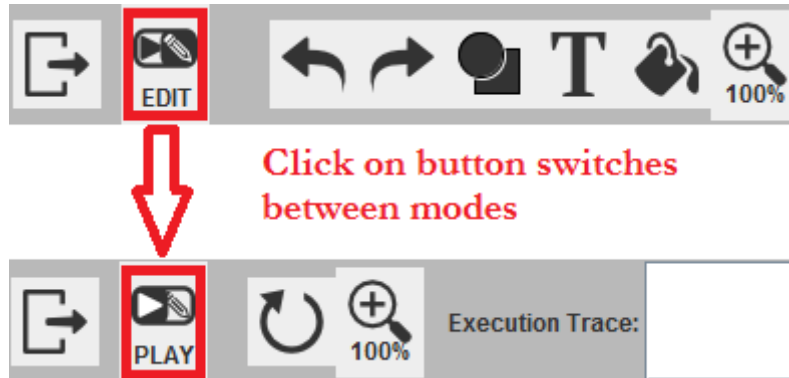 EDIT
T
100%
Click on button switches
between modes
PLAY
100%
Execution Trace: